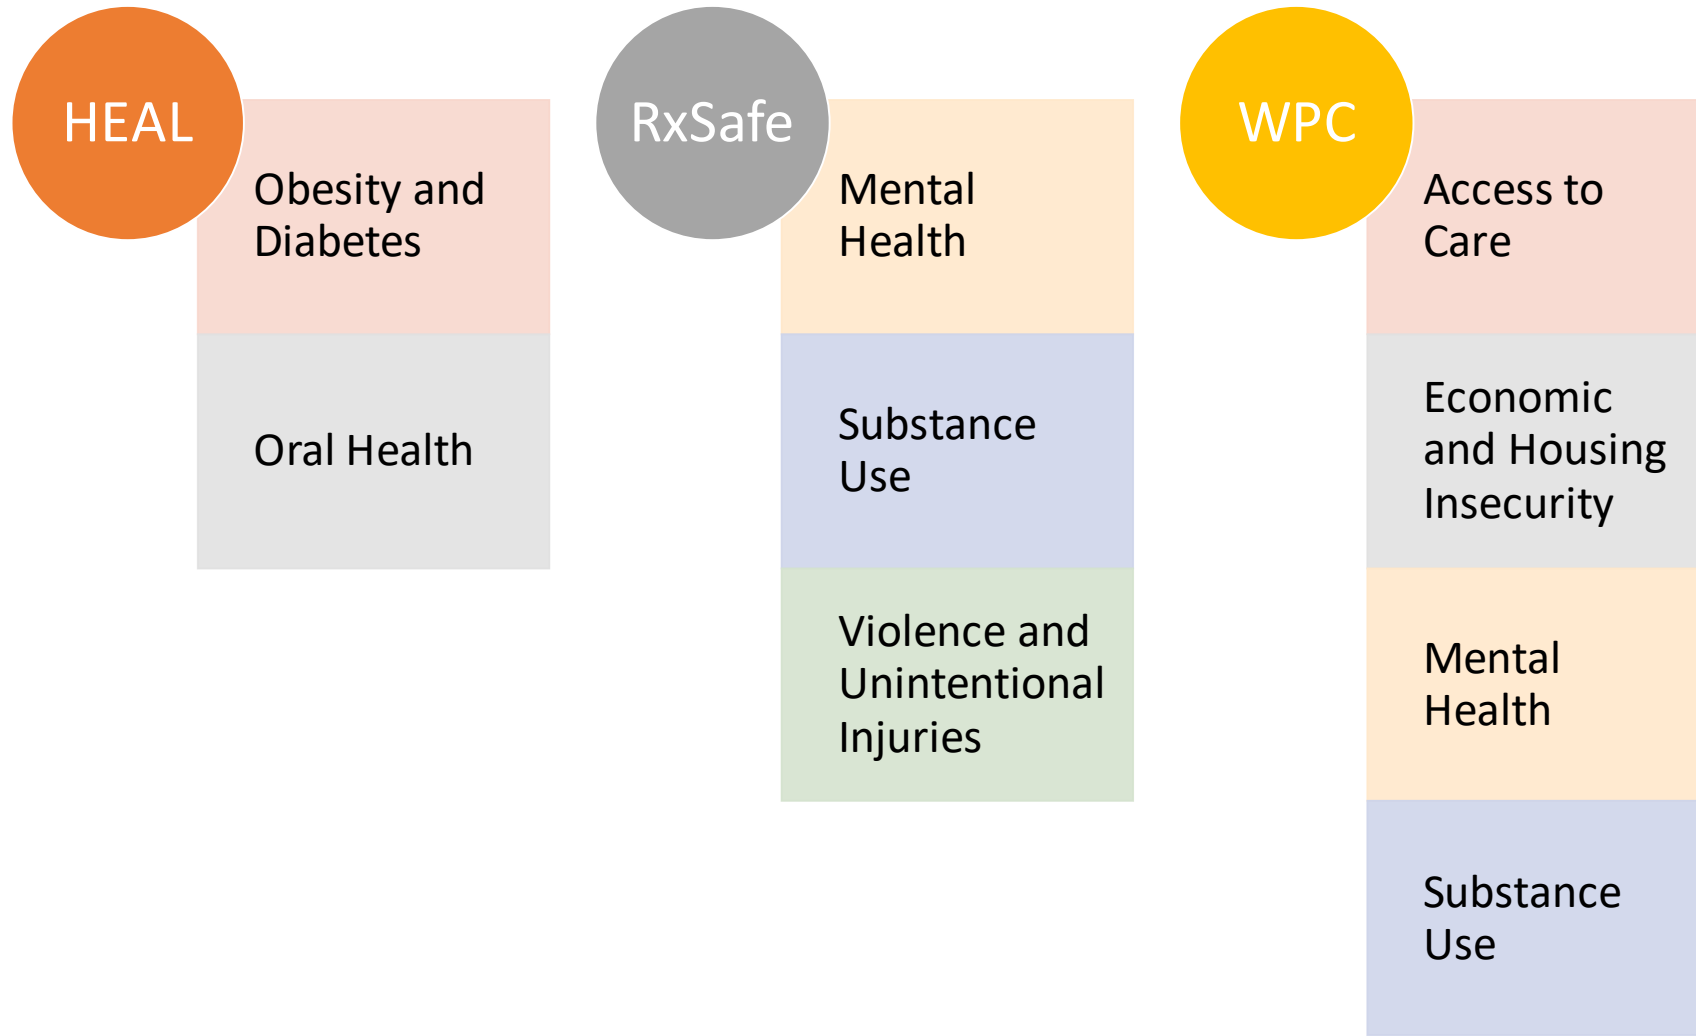 HEAL
Obesity and
Diabetes
Oral Health
RxSafe
Mental
Health
Substance
Use
Violence and
Unintentional
Injuries
WPC
Access to
Care
Economic
and Housing
Insecurity
Mental
Health
Substance
Use